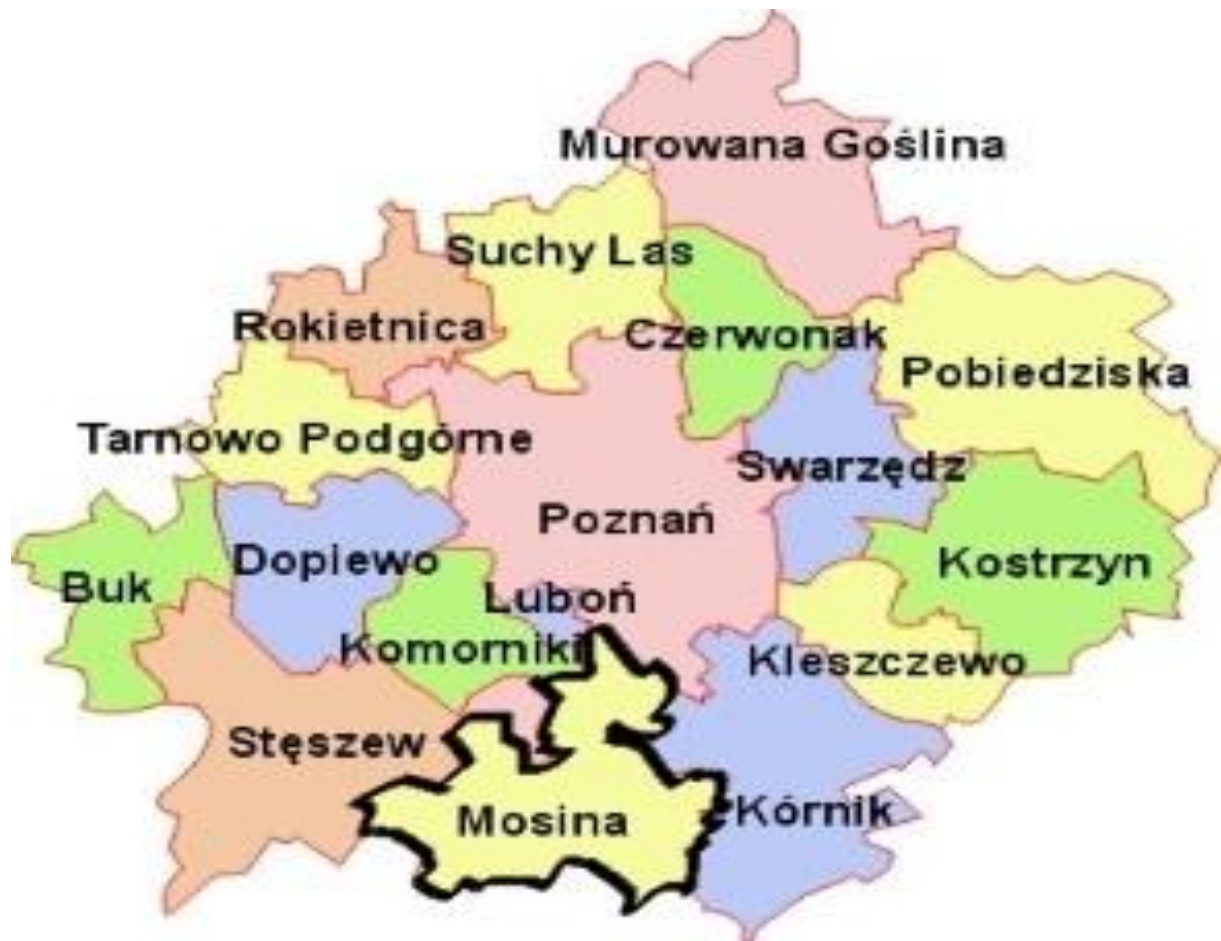 Murowana Goślina
Suchy Las
Rokietnica
Czerwonak
Pobiedziska
Tarnowo Podgórne
Swarzędz
Poznań
Dopiewo
Kostrzyn
Buk
Luboń
Komorniki
Kleszczewo
Stęszew
Mosina
Kórnik